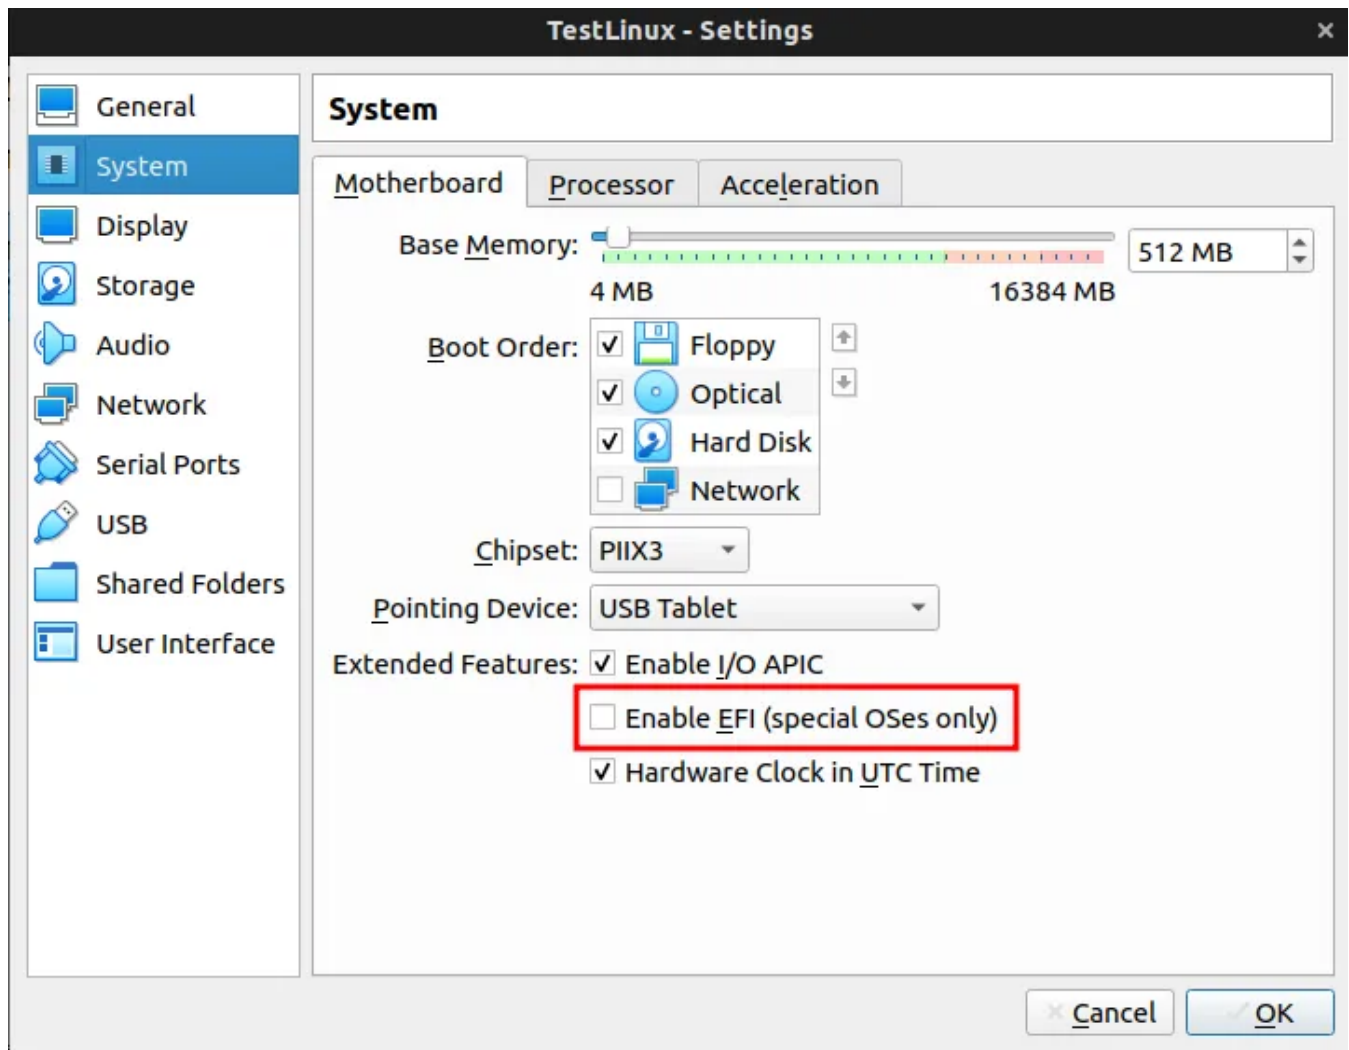 TestLinux - Settings
General
System
Display
Storage
Audio
Network
Serial Ports
USB
Shared Folders
User Interface
System
Motherboard Processor Acceleration
Base Memory: 512 MB
4 MB 16384 MB
Boot Order: Floppy
Optical
Hard Disk
Network
Chipset: PIIX3
Pointing Device: USB Tablet
Extended Features: Enable I/O APIC
Enable EFI (special OSes only)
Hardware Clock in UTC Time
Cancel OK